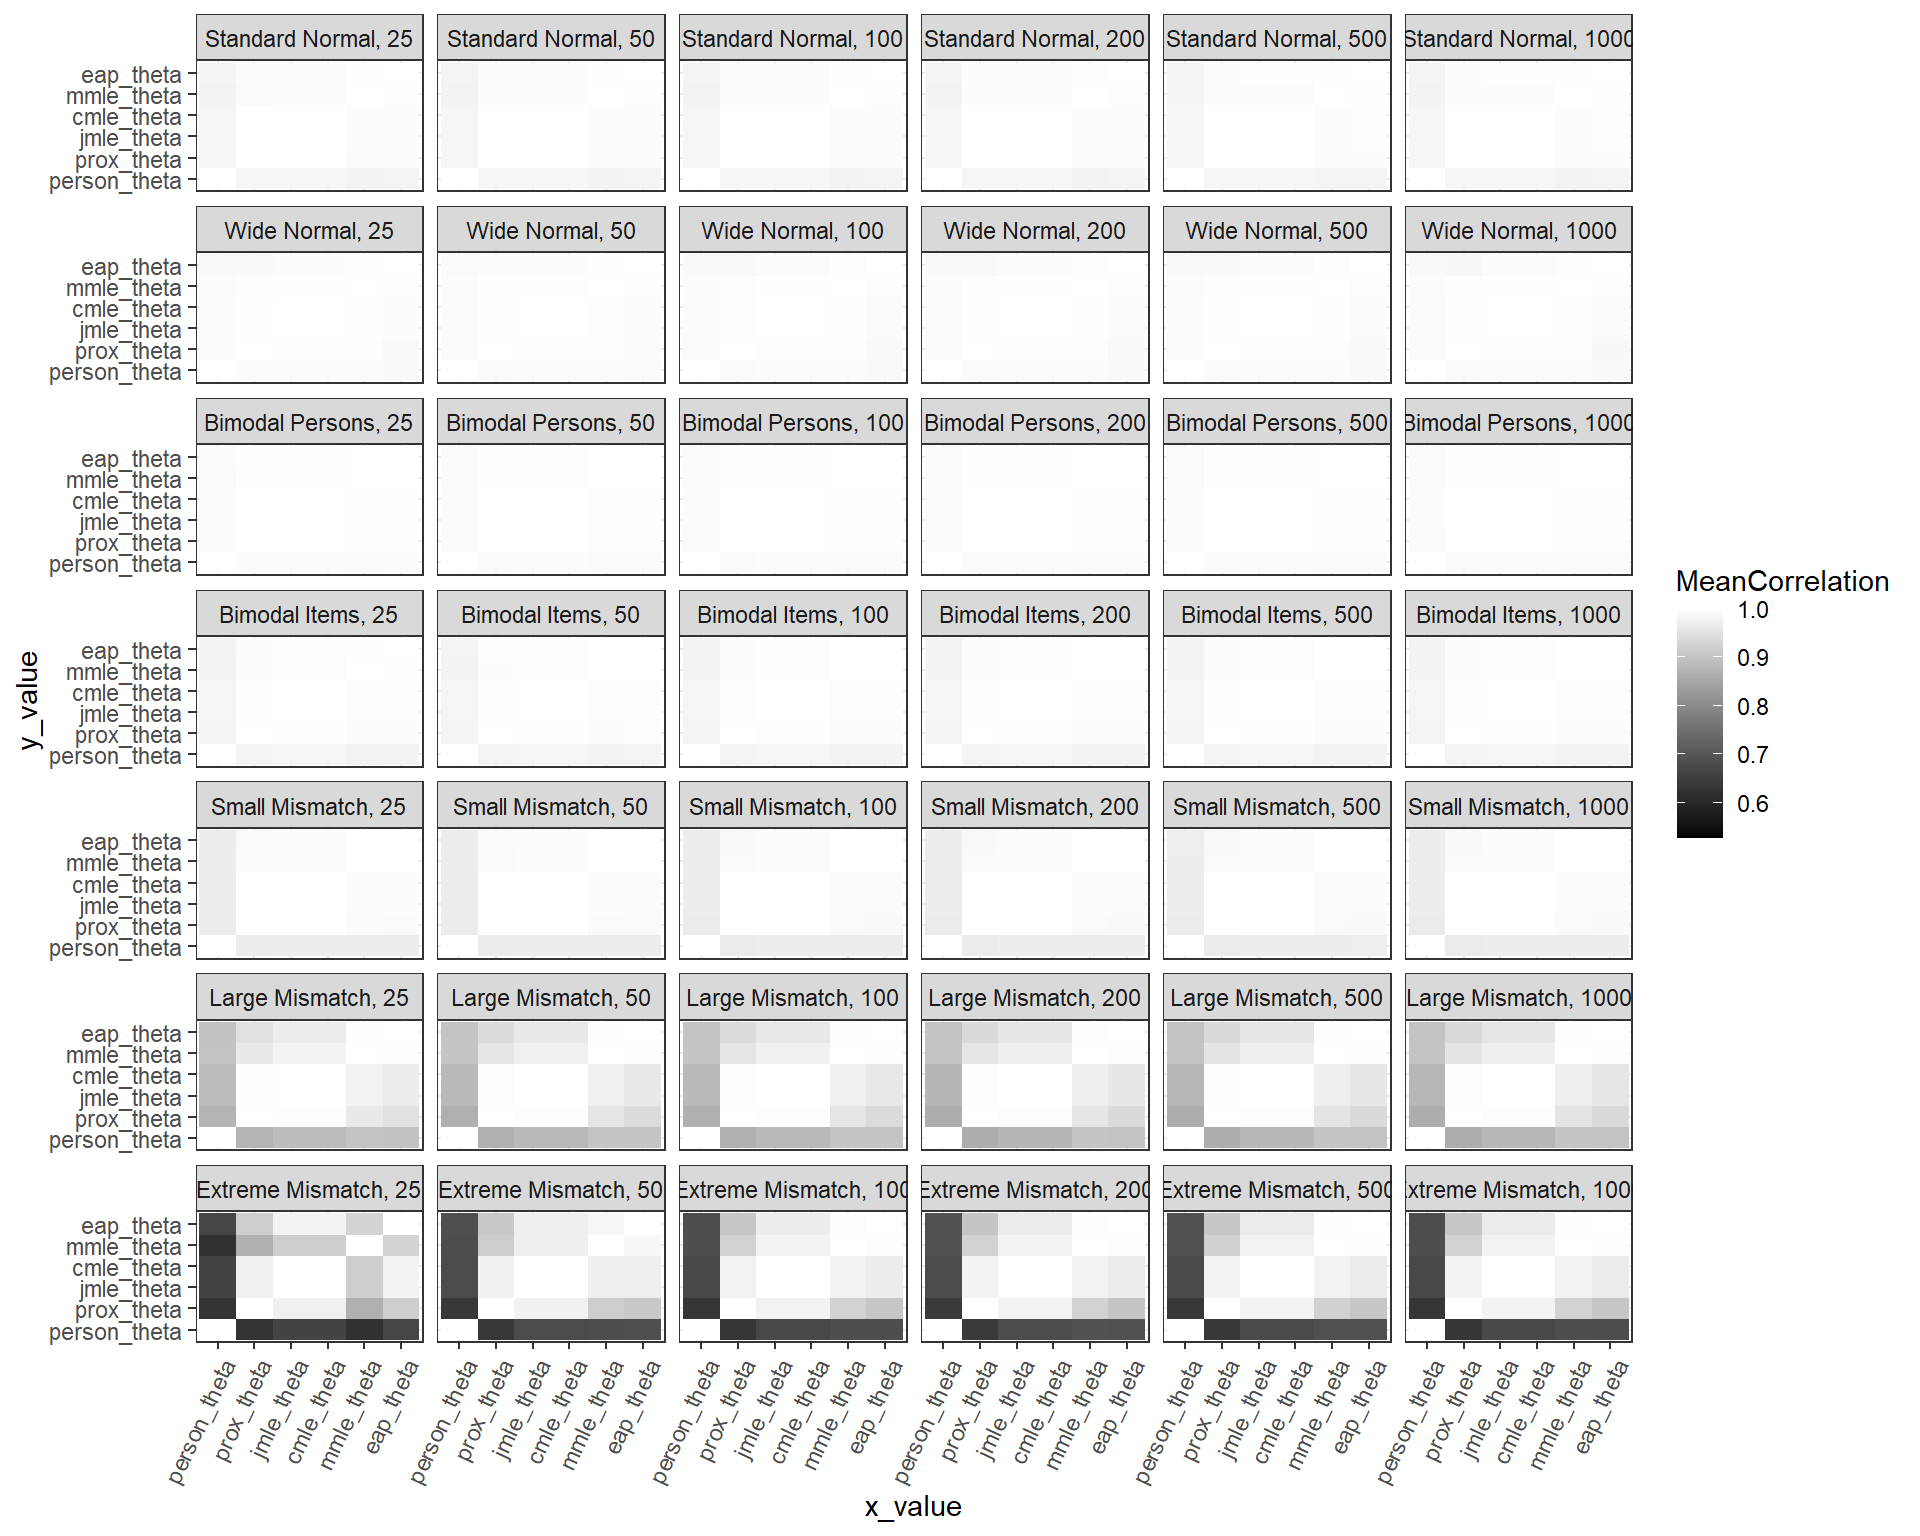 Standard Normal, 25
Standard Normal, 50
Standard Normal, 100
Standard Normal, 200
Standard Normal, 500
Standard Normal, 1000
eap_theta
mmle_theta
cmle_theta
jmle_theta
prox_theta
person_theta
Wide Normal, 25
Wide Normal, 50
Wide Normal, 100
Wide Normal, 200
Wide Normal, 500
Wide Normal, 1000
eap_theta
mmle_theta
cmle_theta
jmle_theta
prox_theta
person_theta
Bimodal Persons, 25
Bimodal Persons, 50
Bimodal Persons, 100
Bimodal Persons, 200
Bimodal Persons, 500
Bimodal Persons, 1000
eap_theta
mmle_theta
cmle_theta
jmle_theta
prox_theta
person_theta
Bimodal Items, 25
Bimodal Items, 50
Bimodal Items, 100
Bimodal Items, 200
Bimodal Items, 500
Bimodal Items, 1000
eap_theta
mmle_theta
cmle_theta
jmle_theta
prox_theta
person_theta
Small Mismatch, 25
Small Mismatch, 50
Small Mismatch, 100
Small Mismatch, 200
Small Mismatch, 500
Small Mismatch, 1000
eap_theta
mmle_theta
cmle_theta
jmle_theta
prox_theta
person_theta
Large Mismatch, 25
Large Mismatch, 50
Large Mismatch, 100
Large Mismatch, 200
Large Mismatch, 500
Large Mismatch, 1000
eap_theta
mmle_theta
cmle_theta
jmle_theta
prox_theta
person_theta
Extreme Mismatch, 25
Extreme Mismatch, 50
Extreme Mismatch, 100
Extreme Mismatch, 200
Extreme Mismatch, 500
xtreme Mismatch, 100
eap_theta
mmle_theta
cmle_theta
jmle_theta
prox_theta
person_theta
person_theta
prox_theta
jmle_theta
cmle_theta
mmle_theta
eap_theta
person_theta
prox_theta
jmle_theta
cmle_theta
mmle_theta
eap_theta
person_theta
prox_theta
jmle_theta
cmle_theta
mmle_theta
eap_theta
person_theta
prox_theta
jmle_theta
cmle_theta
mmle_theta
eap_theta
person_theta
prox_theta
jmle_theta
cmle_theta
mmle_theta
eap_theta
person_theta
prox_theta
jmle_theta
cmle_theta
mmle_theta
eap_theta
x_value
y_value
MeanCorrelation
1.0
0.9
0.8
0.7
0.6